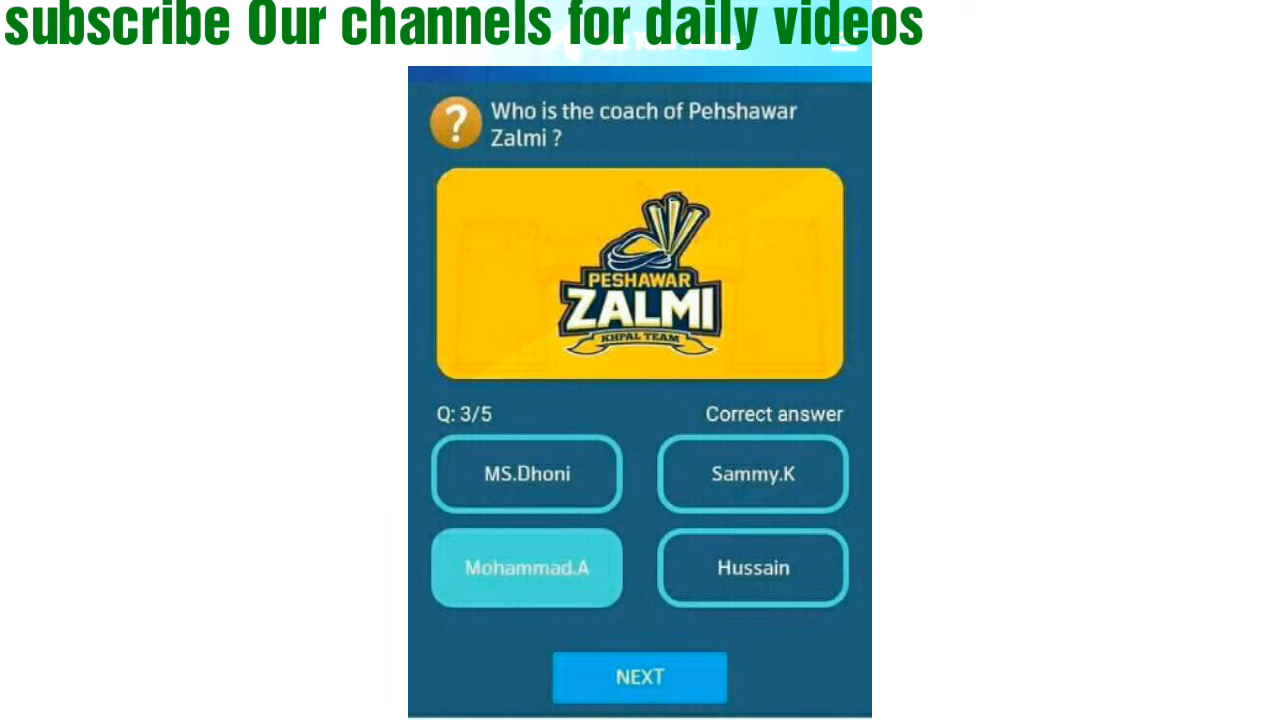 subscribe Our channels for daily videos
Who is the coach of Pehshawar
Zalmi ?
PESHAWAR
ZALMI
KHPAL TEAM
Q: 3/5
Correct answer
MS.Dhoni
Sammy.K
Mohammad.A
Hussain
NEXT